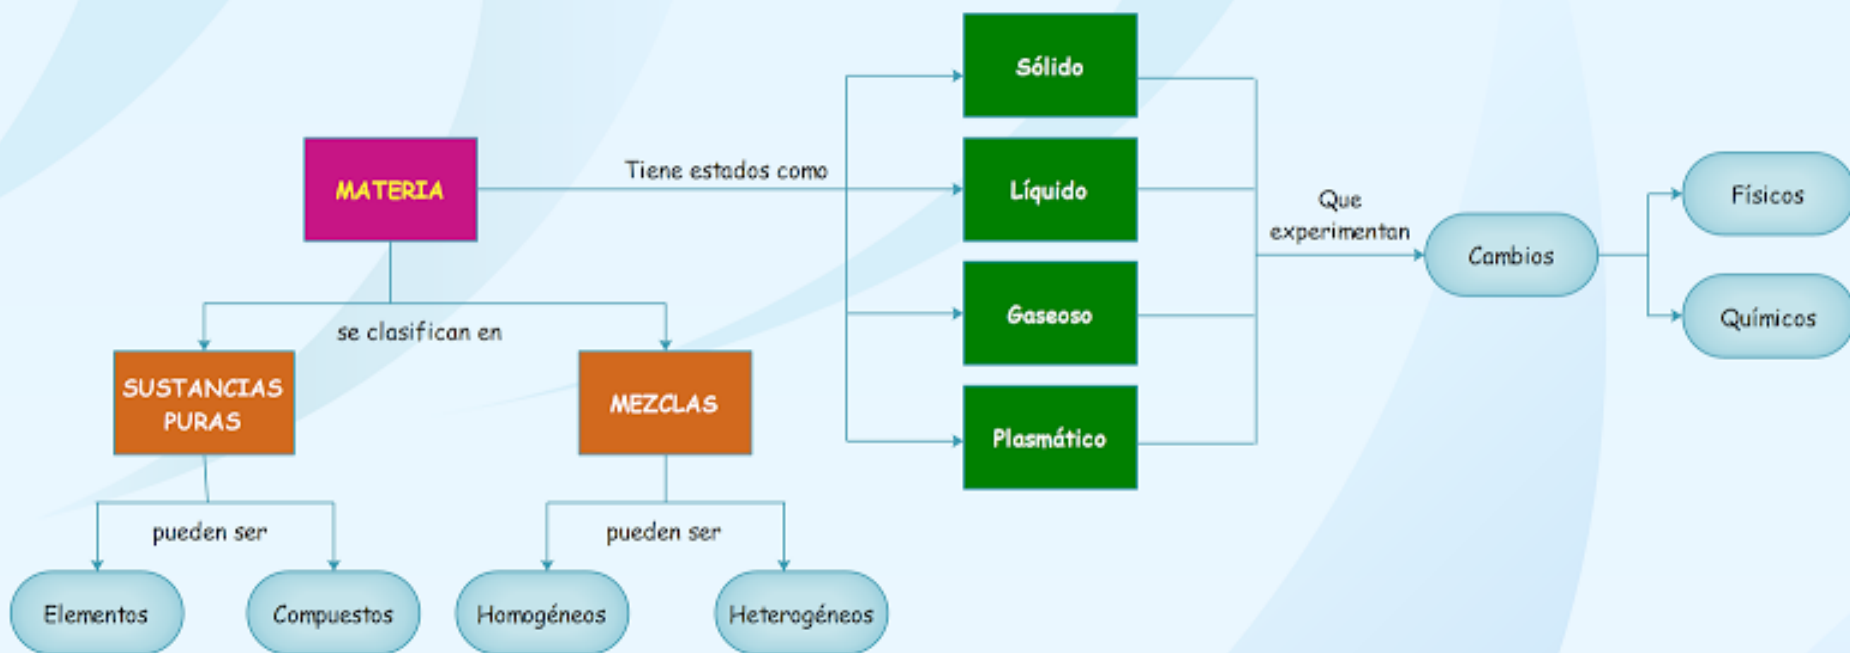 MATERIA
Tiene estados como
Sólido
Líquido
Gaseoso
Plasmático
Que
experimentan
Cambios
Físicos
Químicos
se clasifican en
SUSTANCIAS
PURAS
MEZCLAS
pueden ser
Elementos
Compuestos
pueden ser
Homogéneos
Heterogéneos